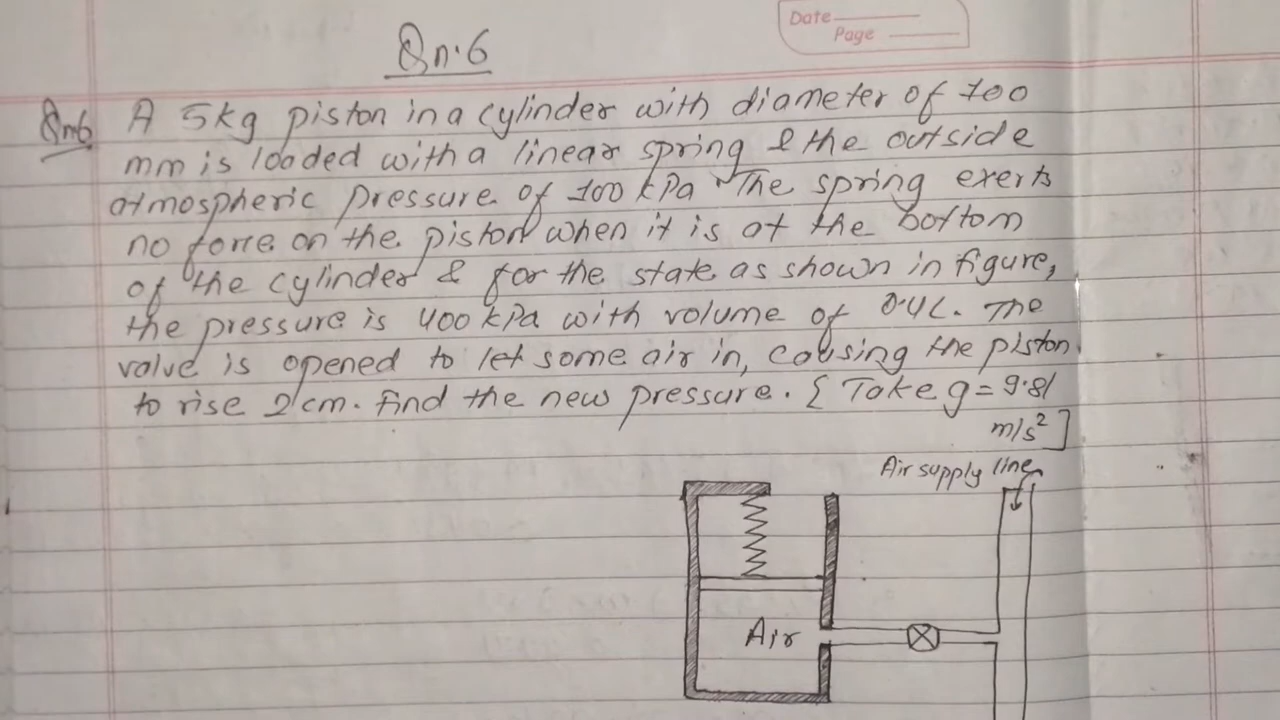 Date
Page
Qn.6
Qn6 A 5kg piston in a cylinder with diameter of 100
mm is loaded with a linear spring & the outside
atmospheric pressure of 100 kPa The spring exerts
no force on the piston when it is at the bottom
of the cylinder & for the state as shown in figure,
the pressure is 400 kPa with volume of 0.4L. The
valve is opened to let some air in, causing the piston
to rise 2 cm. Find the new pressure. [ Take g = 9.81
m/s²]
Air supply line
Air